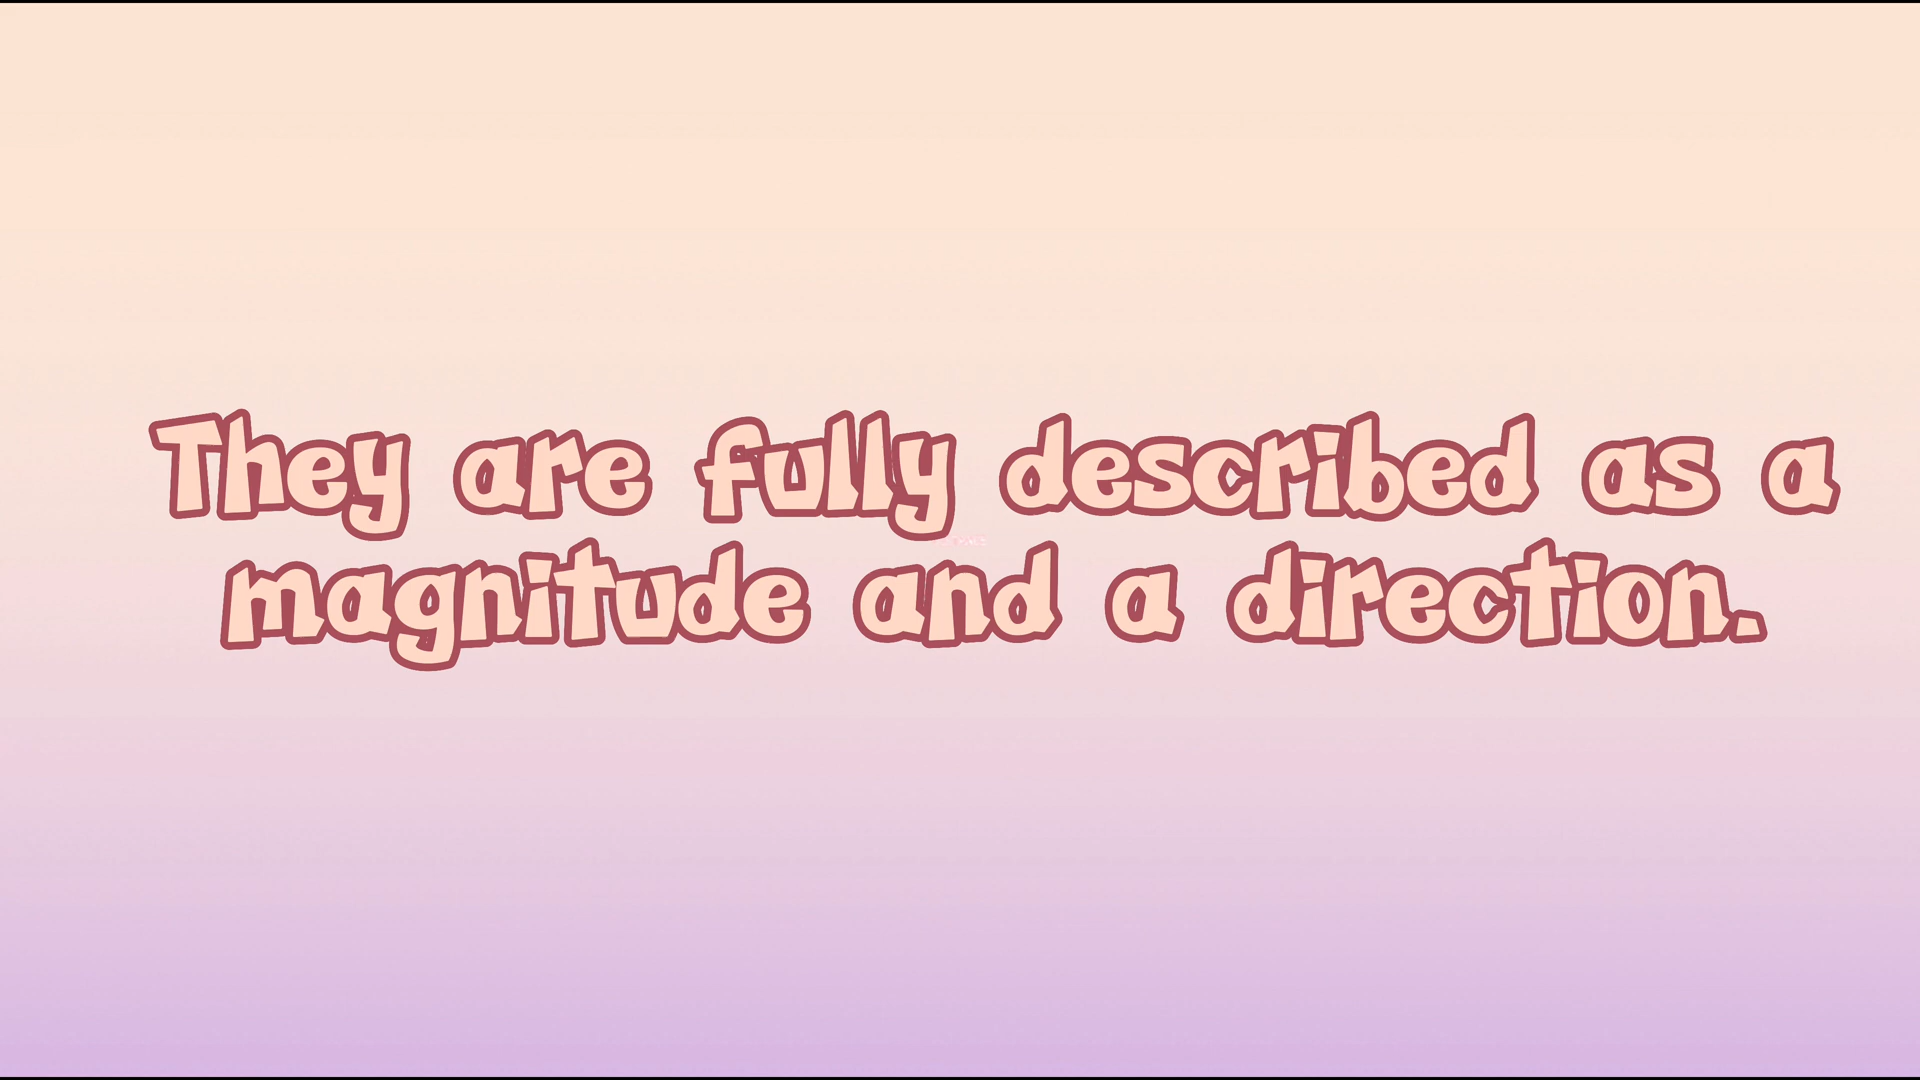 They are fully described as a
magnitude and a direction.